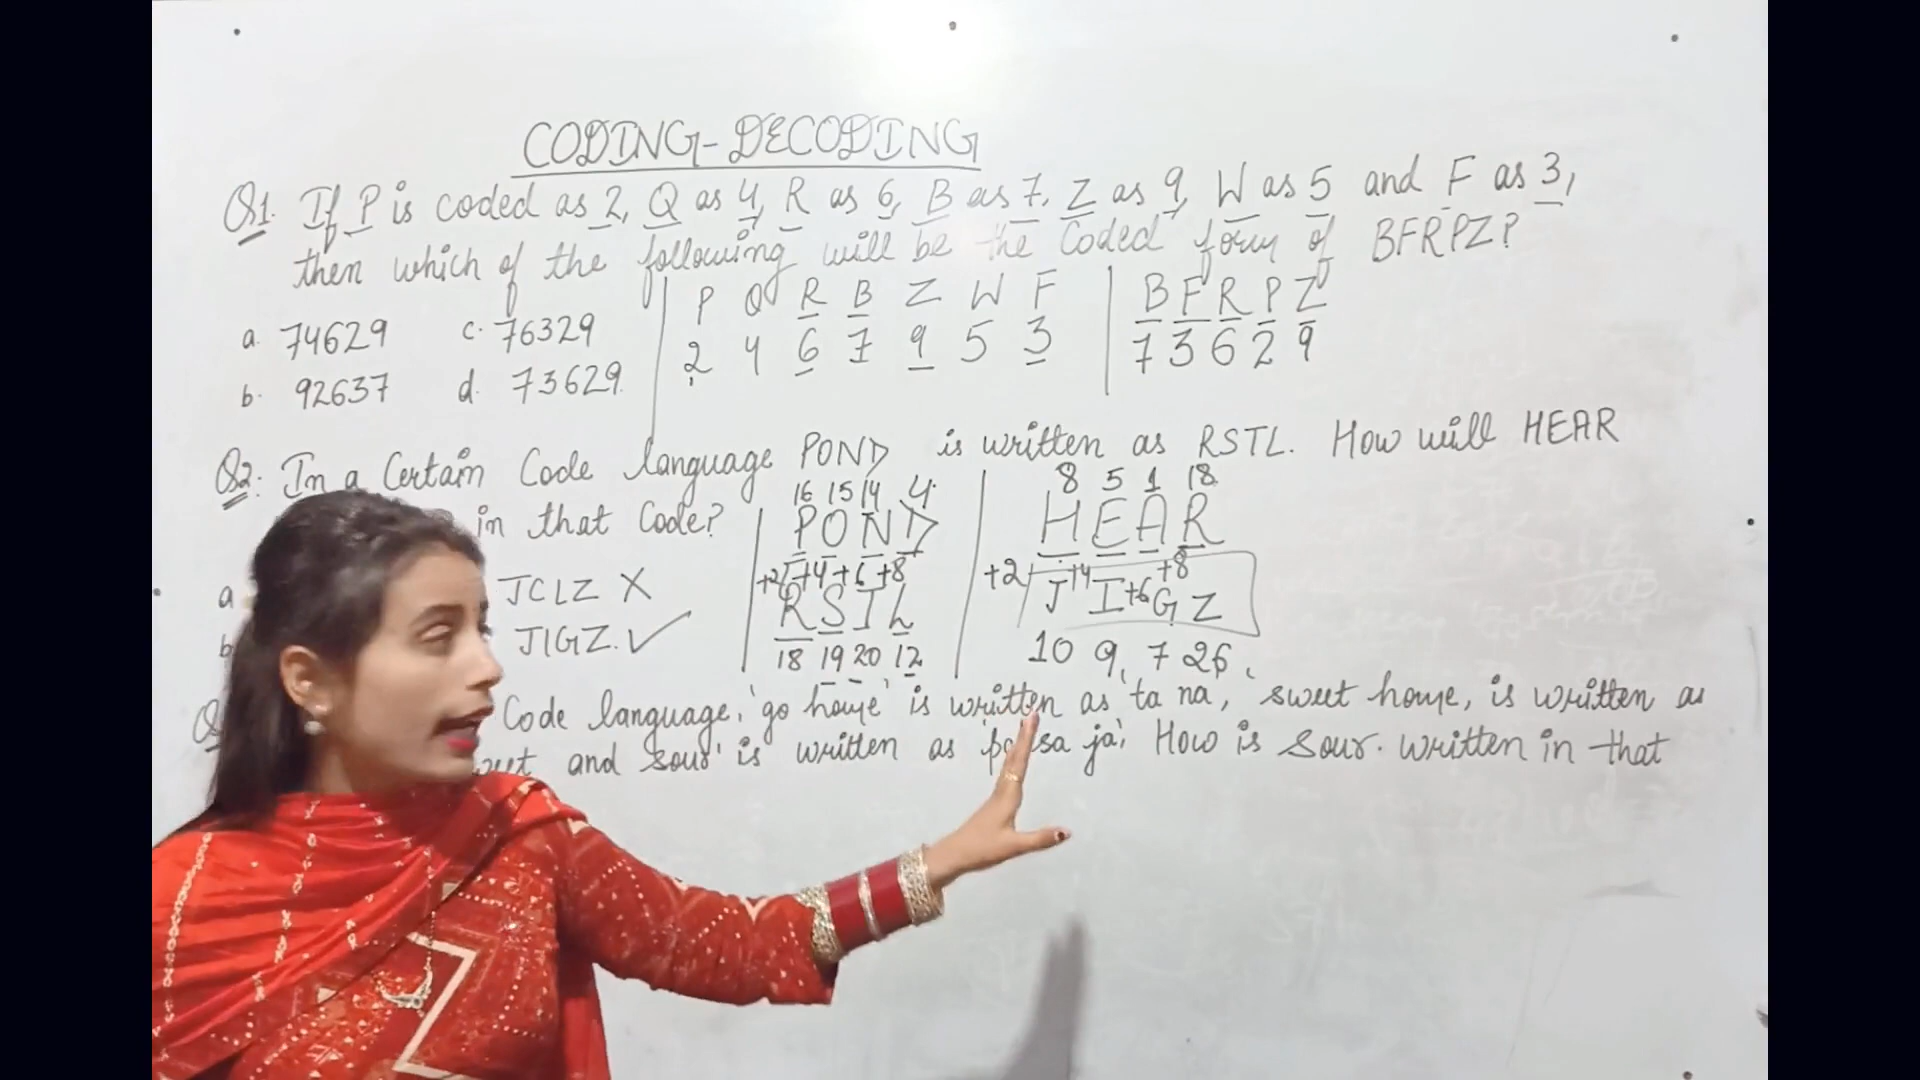 CODING-DECODING
Q1. If P is coded as 2, Q as 4, R as 6, B as 7, Z as 9, W as 5 and F as 3,
then which of the following will be the Coded form of BFRPZ?
a. 74629 c. 76329
b. 92637 d. 73629
P Q R B Z W F
2 4 6 7 9 5 3
B F R P Z
7 3 6 2 9
Q2: In a Certain Code language POND is written as RSTL. How will HEAR
in that Code?
a JCLZ X
b JIGZ. ✓
16 15 14 4
P O N D
+2 +4 +6 +8
R S T L
18 19 20 12
8 5 1 18
H E A R
+2 +4 +6 +8
J I G Z
10 9 7 26
Q Code language, 'go home' is written as 'ta na, 'sweet home, is written as
and sour' is written as sa ja' How is Sour. written in that